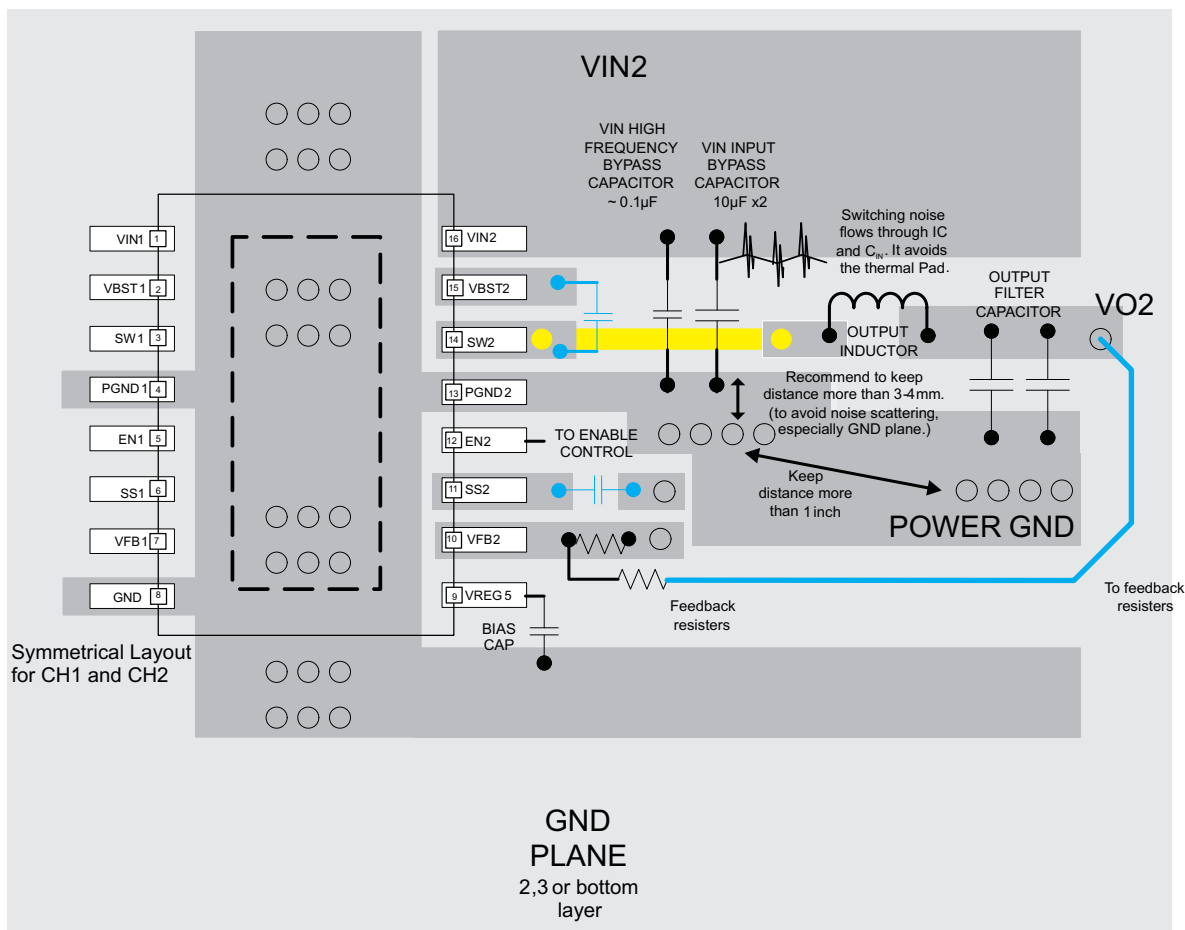 VIN2
VIN HIGH
FREQUENCY
BYPASS
CAPACITOR
~ 0.1µF
VIN INPUT
BYPASS
CAPACITOR
10µF x2
Switching noise
flows through IC
and CIN. It avoids
the thermal Pad.
OUTPUT
FILTER
CAPACITOR
VO2
VIN1 1
VBST1 2
SW1 3
PGND1 4
EN1 5
SS1 6
VFB1 7
GND 8
16 VIN2
15 VBST2
14 SW2
13 PGND2
12 EN2
11 SS2
10 VFB2
9 VREG5
OUTPUT
INDUCTOR
Recommend to keep
distance more than 3-4mm.
(to avoid noise scattering,
especially GND plane.)
TO ENABLE
CONTROL
Keep
distance more
than 1 inch
POWER GND
To feedback
resisters
Feedback
resisters
BIAS
CAP
Symmetrical Layout
for CH1 and CH2
GND
PLANE
2,3 or bottom
layer